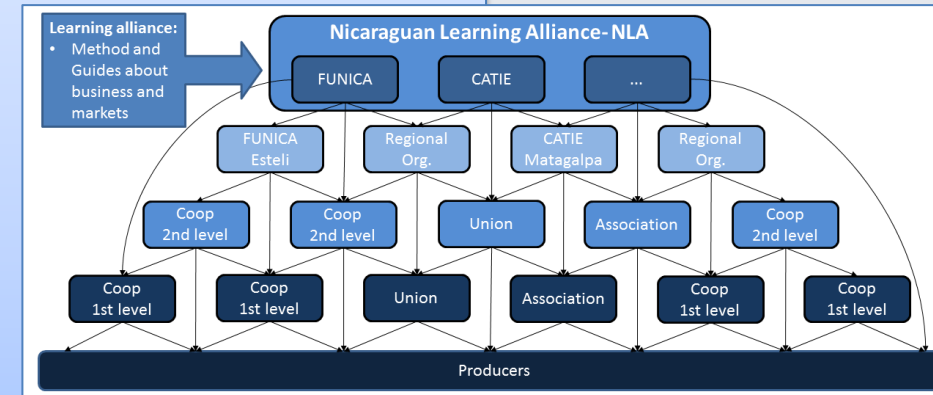 Learning alliance:
• Method and
Guides about
business and
markets
Nicaraguan Learning Alliance- NLA
FUNICA
CATIE
...
FUNICA
Esteli
Regional
Org.
CATIE
Matagalpa
Regional
Org.
Coop
2nd level
Coop
2nd level
Union
Association
Coop
2nd level
Coop
1st level
Coop
1st level
Union
Association
Coop
1st level
Coop
1st level
Producers